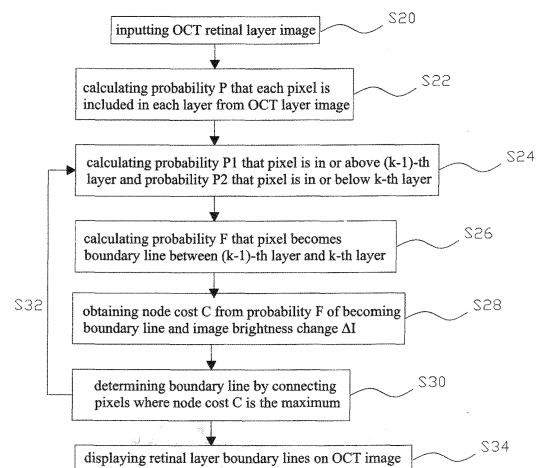 inputting OCT retinal layer image
S20
calculating probability P that each pixel is
included in each layer from OCT layer image
S22
calculating probability P1 that pixel is in or above (k-1)-th
layer and probability P2 that pixel is in or below k-th layer
S24
calculating probability F that pixel becomes
boundary line between (k-1)-th layer and k-th layer
S26
S32
obtaining node cost C from probability F of becoming
boundary line and image brightness change ΔI
S28
determining boundary line by connecting
pixels where node cost C is the maximum
S30
displaying retinal layer boundary lines on OCT image
S34